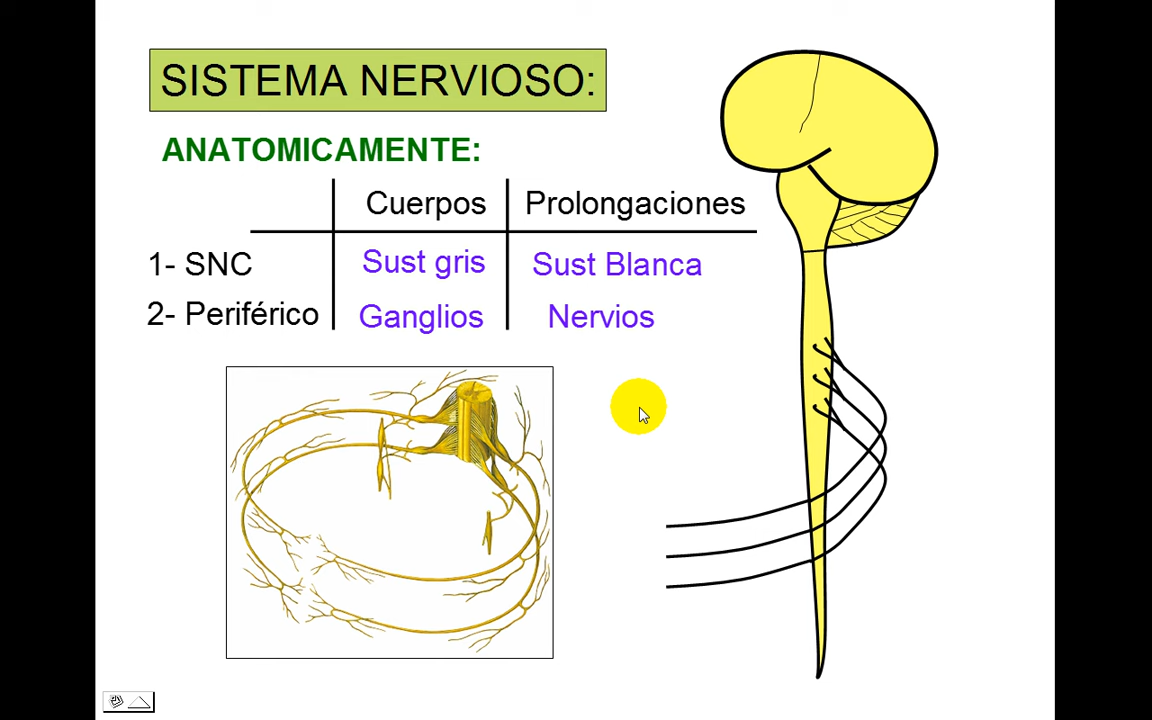 SISTEMA NERVIOSO:
ANATOMICAMENTE:
Cuerpos Prolongaciones
1- SNC Sust gris Sust Blanca
2- Periférico Ganglios Nervios